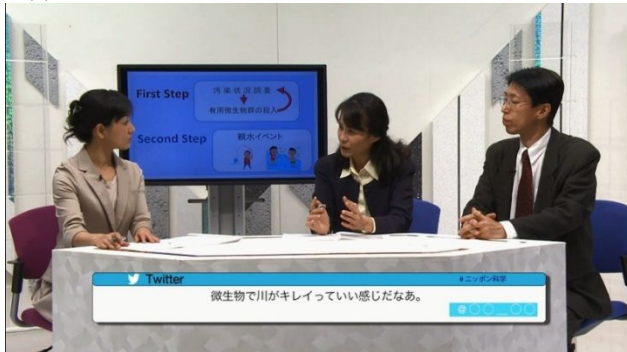 First Step
汚染状況調査
有用微生物群の投入
Second Step
親水イベント
Twitter
#ニッポン科学
微生物で川がキレイっていい感じだなあ。
@○○__○○